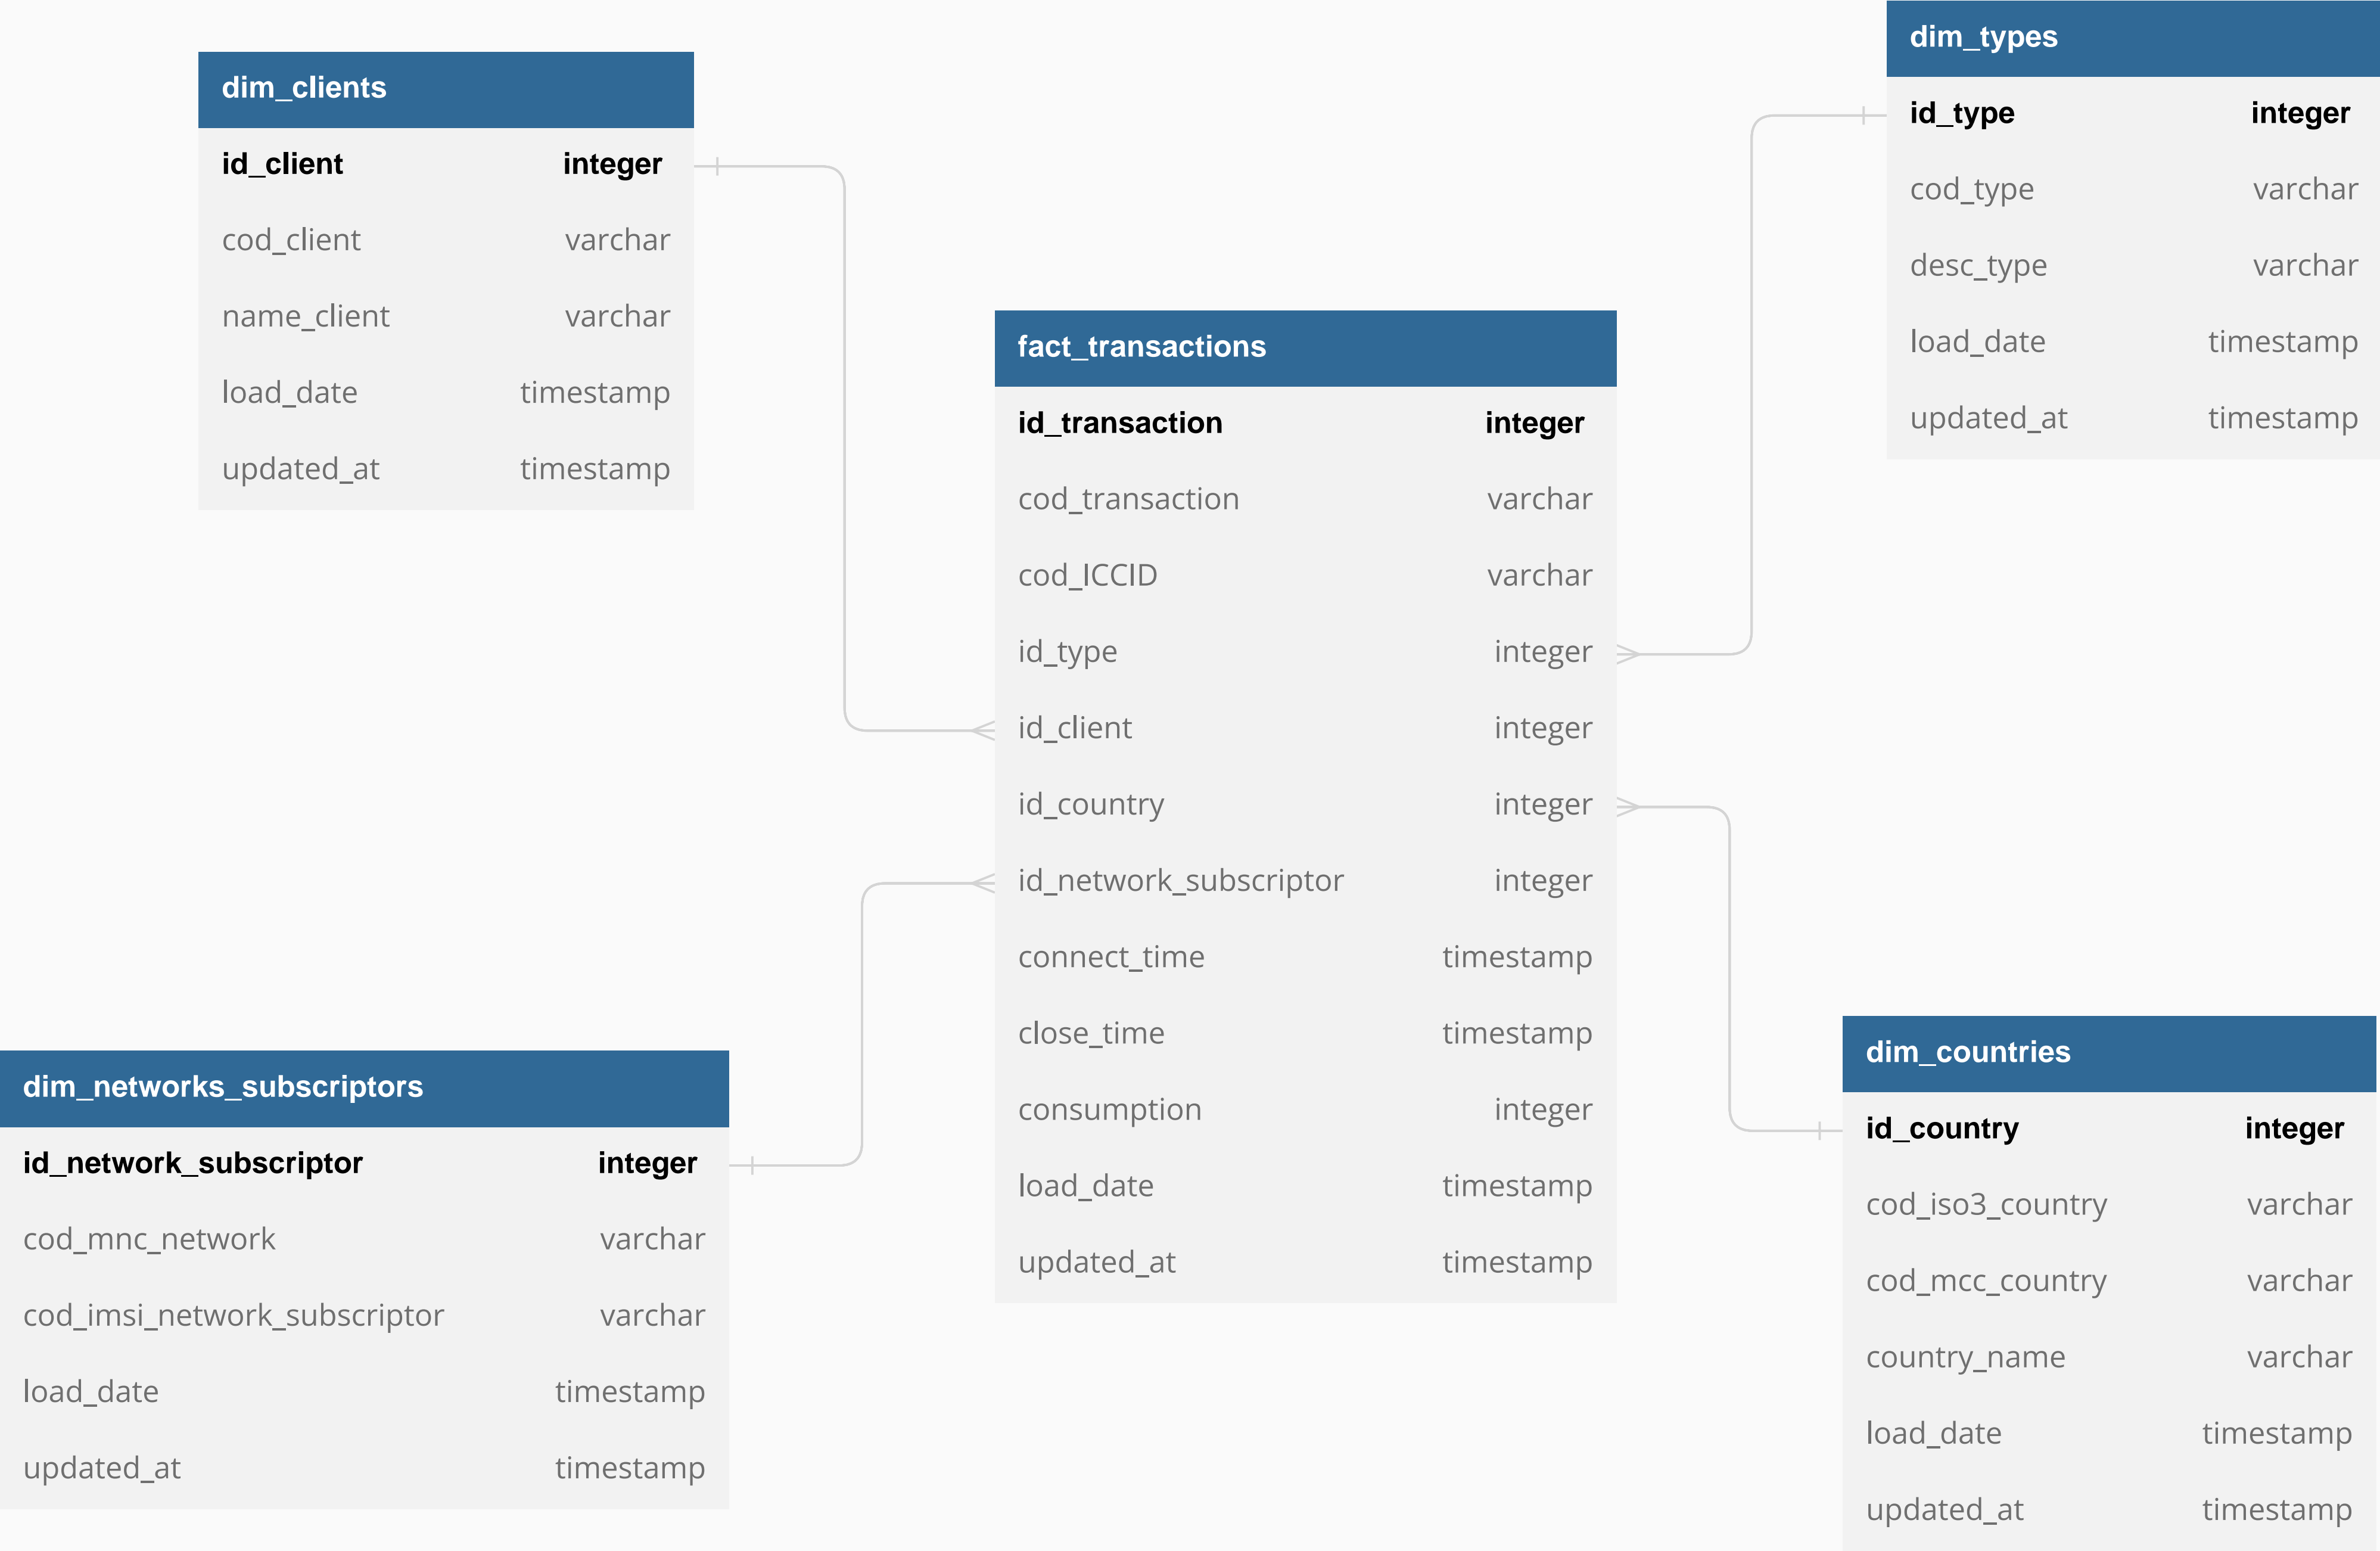 dim_clients
id_client integer
cod_client varchar
name_client varchar
load_date timestamp
updated_at timestamp
dim_types
id_type integer
cod_type varchar
desc_type varchar
load_date timestamp
updated_at timestamp
fact_transactions
id_transaction integer
cod_transaction varchar
cod_ICCID varchar
id_type integer
id_client integer
id_country integer
id_network_subscriptor integer
connect_time timestamp
close_time timestamp
consumption integer
load_date timestamp
updated_at timestamp
dim_networks_subscriptors
id_network_subscriptor integer
cod_mnc_network varchar
cod_imsi_network_subscriptor varchar
load_date timestamp
updated_at timestamp
dim_countries
id_country integer
cod_iso3_country varchar
cod_mcc_country varchar
country_name varchar
load_date timestamp
updated_at timestamp